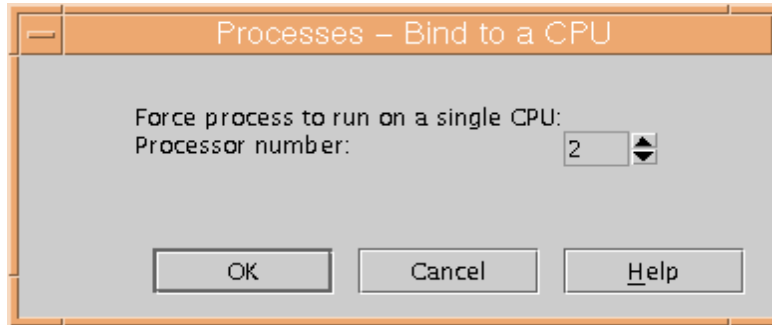 Processes – Bind to a CPU
Force process to run on a single CPU:
Processor number:
2
OK
Cancel
Help